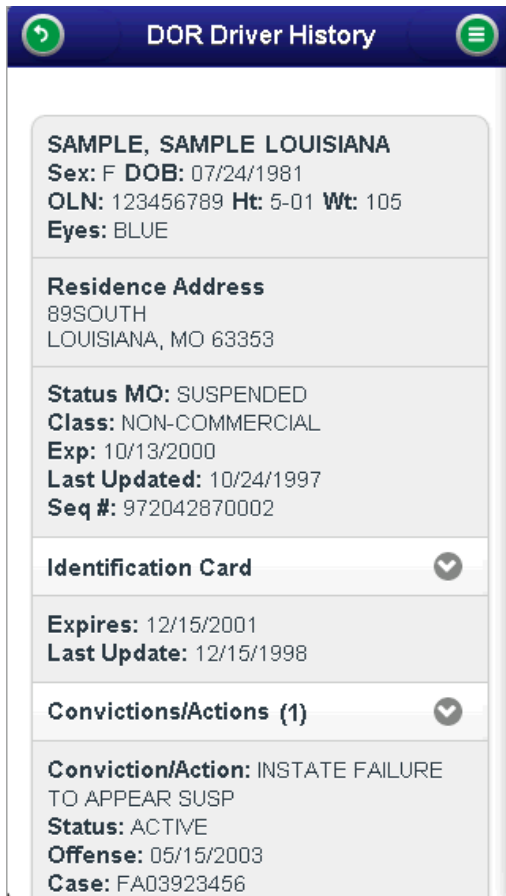 DOR Driver History
SAMPLE, SAMPLE LOUISIANA
Sex: F DOB: 07/24/1981
OLN: 123456789 Ht: 5-01 Wt: 105
Eyes: BLUE
Residence Address
89SOUTH
LOUISIANA, MO 63353
Status MO: SUSPENDED
Class: NON-COMMERCIAL
Exp: 10/13/2000
Last Updated: 10/24/1997
Seq #: 972042870002
Identification Card
Expires: 12/15/2001
Last Update: 12/15/1998
Convictions/Actions (1)
Conviction/Action: INSTATE FAILURE
TO APPEAR SUSP
Status: ACTIVE
Offense: 05/15/2003
Case: FA03923456